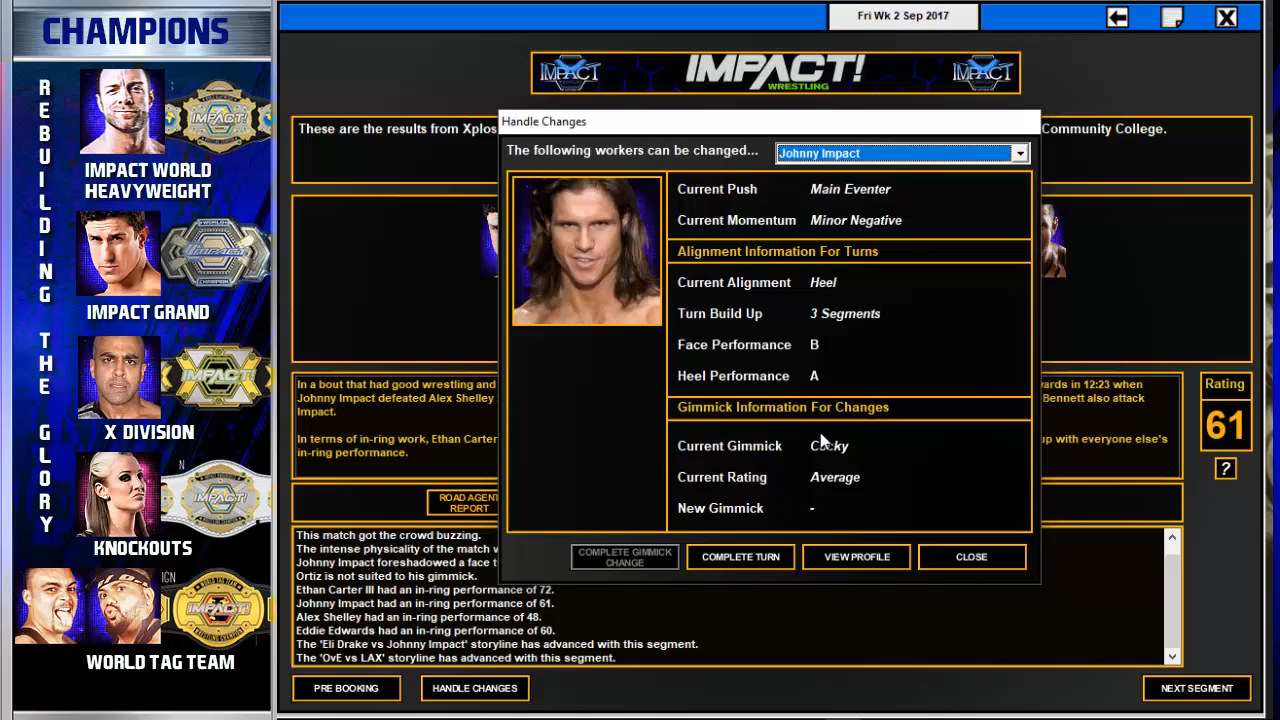 CHAMPIONS
REBUILDING THE GLORY
IMPACT!
IMPACT WORLD
HEAVYWEIGHT
IMPACT GRAND
IMPACT!
X DIVISION
KNOCKOUTS
WORLD TAG TEAM
Fri Wk 2 Sep 2017
IMPACT
IMPACT!
WRESTLING
IMPACT
These are the results from Xplos
Community College.
Handle Changes
The following workers can be changed...
Johnny Impact
Current Push
Main Eventer
Current Momentum
Minor Negative
Alignment Information For Turns
Current Alignment
Heel
Turn Build Up
3 Segments
Face Performance
B
Heel Performance
A
Gimmick Information For Changes
Current Gimmick
Cocky
Current Rating
Average
New Gimmick
-
COMPLETE GIMMICK
CHANGE
COMPLETE TURN
VIEW PROFILE
CLOSE
In a bout that had good wrestling and
wards in 12:23 when
Johnny Impact defeated Alex Shelley
Bennett also attack
Impact.
In terms of in-ring work, Ethan Carter
up with everyone else's
in-ring performance.
Rating
61
?
ROAD AGENT
REPORT
This match got the crowd buzzing.
The intense physicality of the match
Johnny Impact foreshadowed a face
Ortiz is not suited to his gimmick.
Ethan Carter III had an in-ring performance of 72.
Johnny Impact had an in-ring performance of 61.
Alex Shelley had an in-ring performance of 48.
Eddie Edwards had an in-ring performance of 60.
The 'Eli Drake vs Johnny Impact' storyline has advanced with this segment.
The 'OvE vs LAX' storyline has advanced with this segment.
PRE BOOKING
HANDLE CHANGES
NEXT SEGMENT